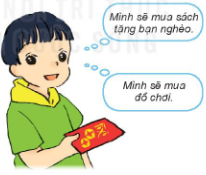 Mình sẽ mua sách
tặng bạn nghèo.
Mình sẽ mua
đồ chơi.